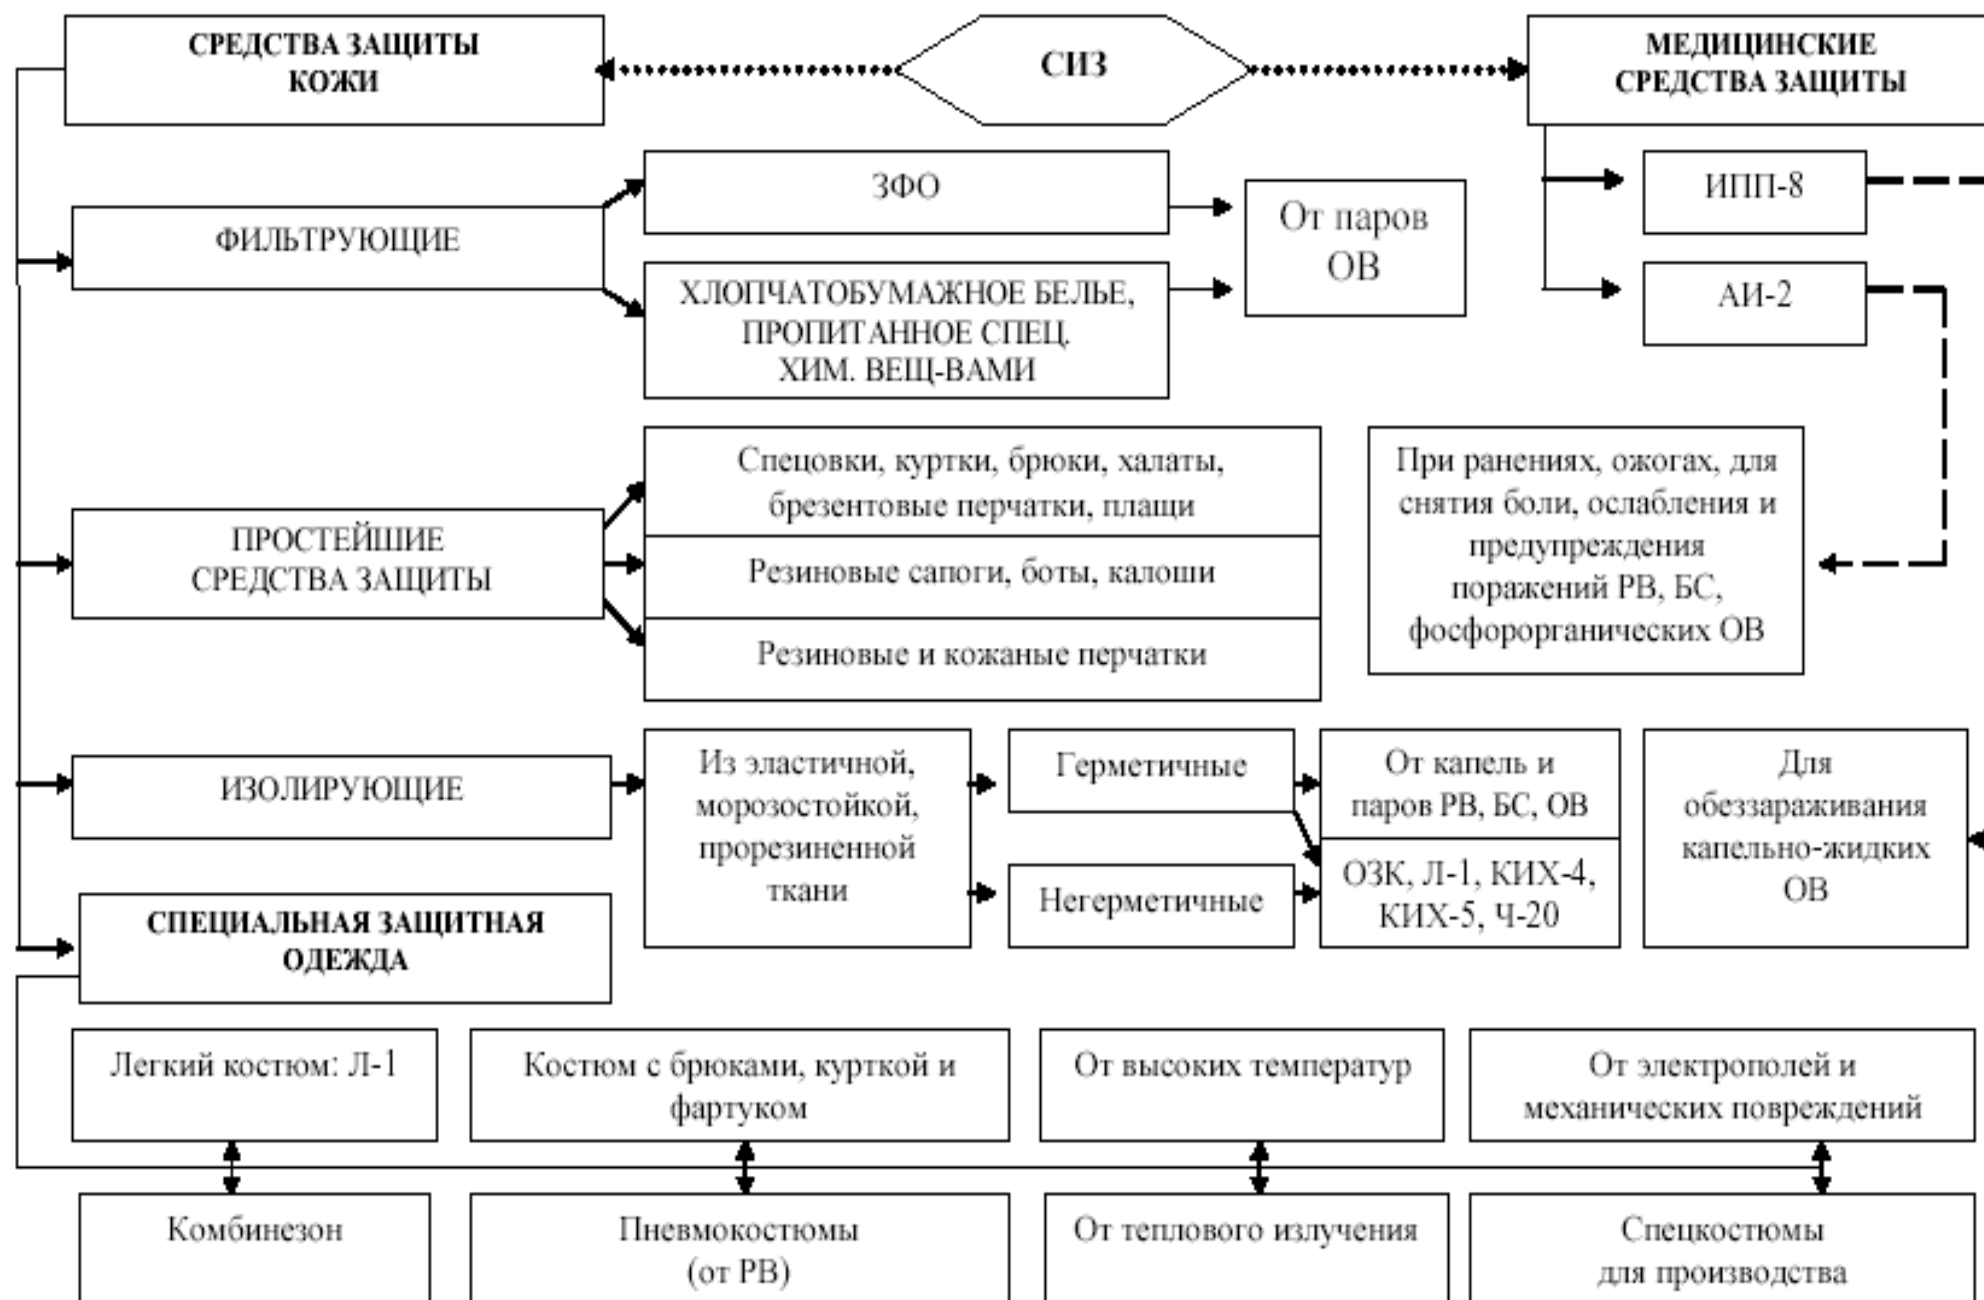 СРЕДСТВА ЗАЩИТЫ
КОЖИ
СИЗ
МЕДИЦИНСКИЕ
СРЕДСТВА ЗАЩИТЫ
ФИЛЬТРУЮЩИЕ
ЗФО
ХЛОПЧАТОБУМАЖНОЕ БЕЛЬЕ,
ПРОПИТАННОЕ СПЕЦ.
ХИМ. ВЕЩ-ВАМИ
От паров
ОВ
ИПП-8
АИ-2
ПРОСТЕЙШИЕ
СРЕДСТВА ЗАЩИТЫ
Спецовки, куртки, брюки, халаты,
брезентовые перчатки, плащи
Резиновые сапоги, боты, калоши
Резиновые и кожаные перчатки
При ранениях, ожогах, для
снятия боли, ослабления и
предупреждения
поражений РВ, БС,
фосфорорганических ОВ
ИЗОЛИРУЮЩИЕ
Из эластичной,
морозостойкой,
прорезиненной
ткани
Герметичные
Негерметичные
От капель и
паров РВ, БС, ОВ
ОЗК, Л-1, КИХ-4,
КИХ-5, Ч-20
Для
обеззараживания
капельно-жидких
ОВ
СПЕЦИАЛЬНАЯ ЗАЩИТНАЯ
ОДЕЖДА
Легкий костюм: Л-1
Костюм с брюками, курткой и
фартуком
От высоких температур
От электрополей и
механических повреждений
Комбинезон
Пневмокостюмы
(от РВ)
От теплового излучения
Спецкостюмы
для производства